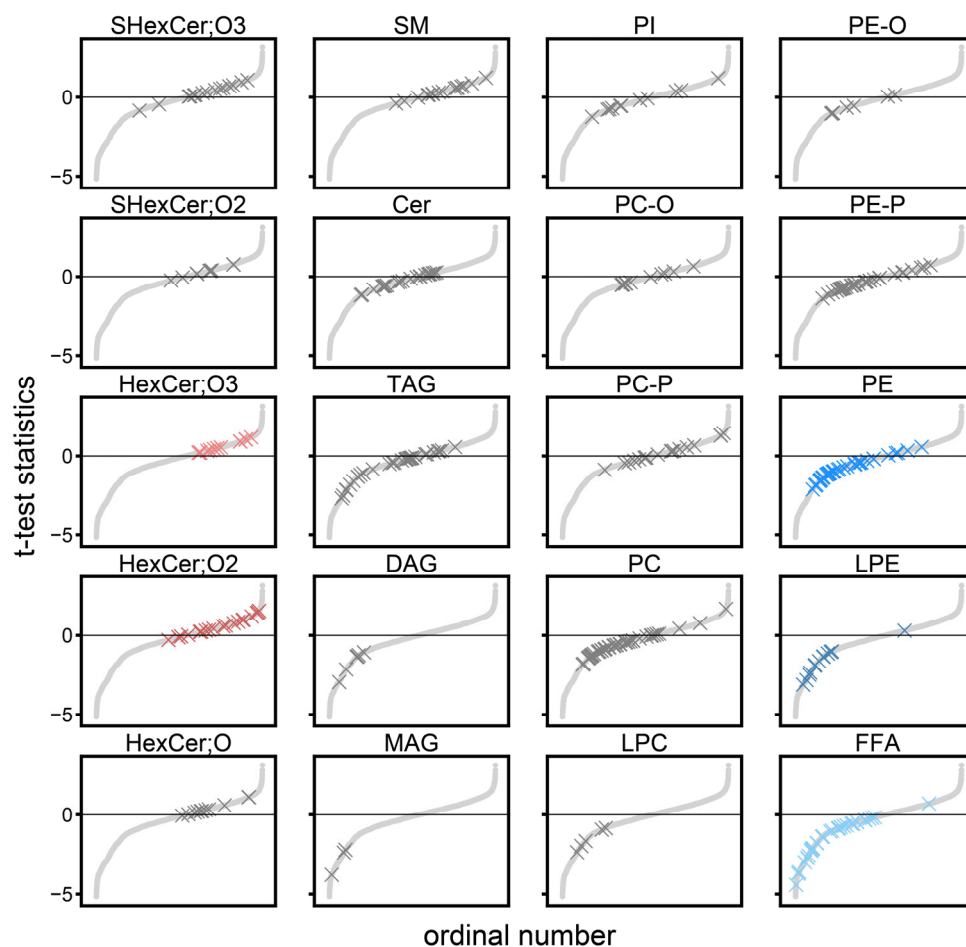 SHexCer;O3 SM PI PE-O
0
−5
SHexCer;O2 Cer PC-O PE-P
0
−5
HexCer;O3 TAG PC-P PE
0
−5
HexCer;O2 DAG PC LPE
0
−5
HexCer;O MAG LPC FFA
0
−5
t-test statistics
ordinal number